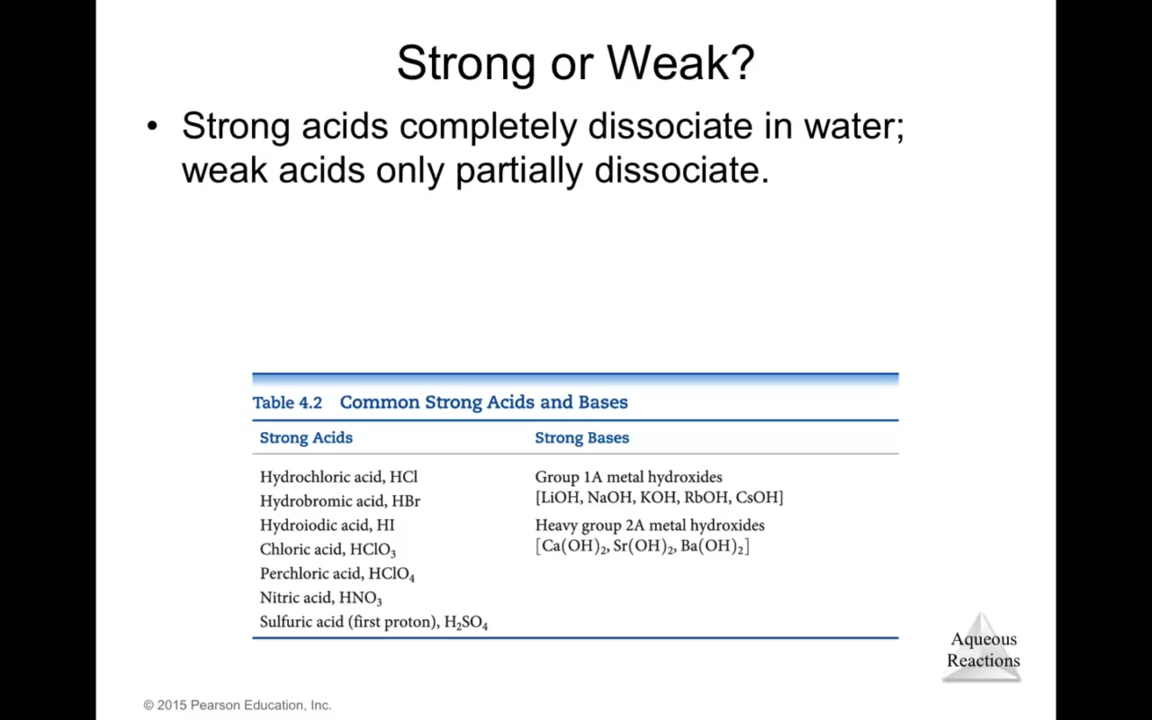 Strong or Weak?
• Strong acids completely dissociate in water;
weak acids only partially dissociate.
Table 4.2 Common Strong Acids and Bases
Strong Acids Strong Bases
Hydrochloric acid, HCl Group 1A metal hydroxides
Hydrobromic acid, HBr [LiOH, NaOH, KOH, RbOH, CsOH]
Hydroiodic acid, HI Heavy group 2A metal hydroxides
Chloric acid, HClO₃ [Ca(OH)₂, Sr(OH)₂, Ba(OH)₂]
Perchloric acid, HClO₄
Nitric acid, HNO₃
Sulfuric acid (first proton), H₂SO₄
Aqueous
Reactions
© 2015 Pearson Education, Inc.